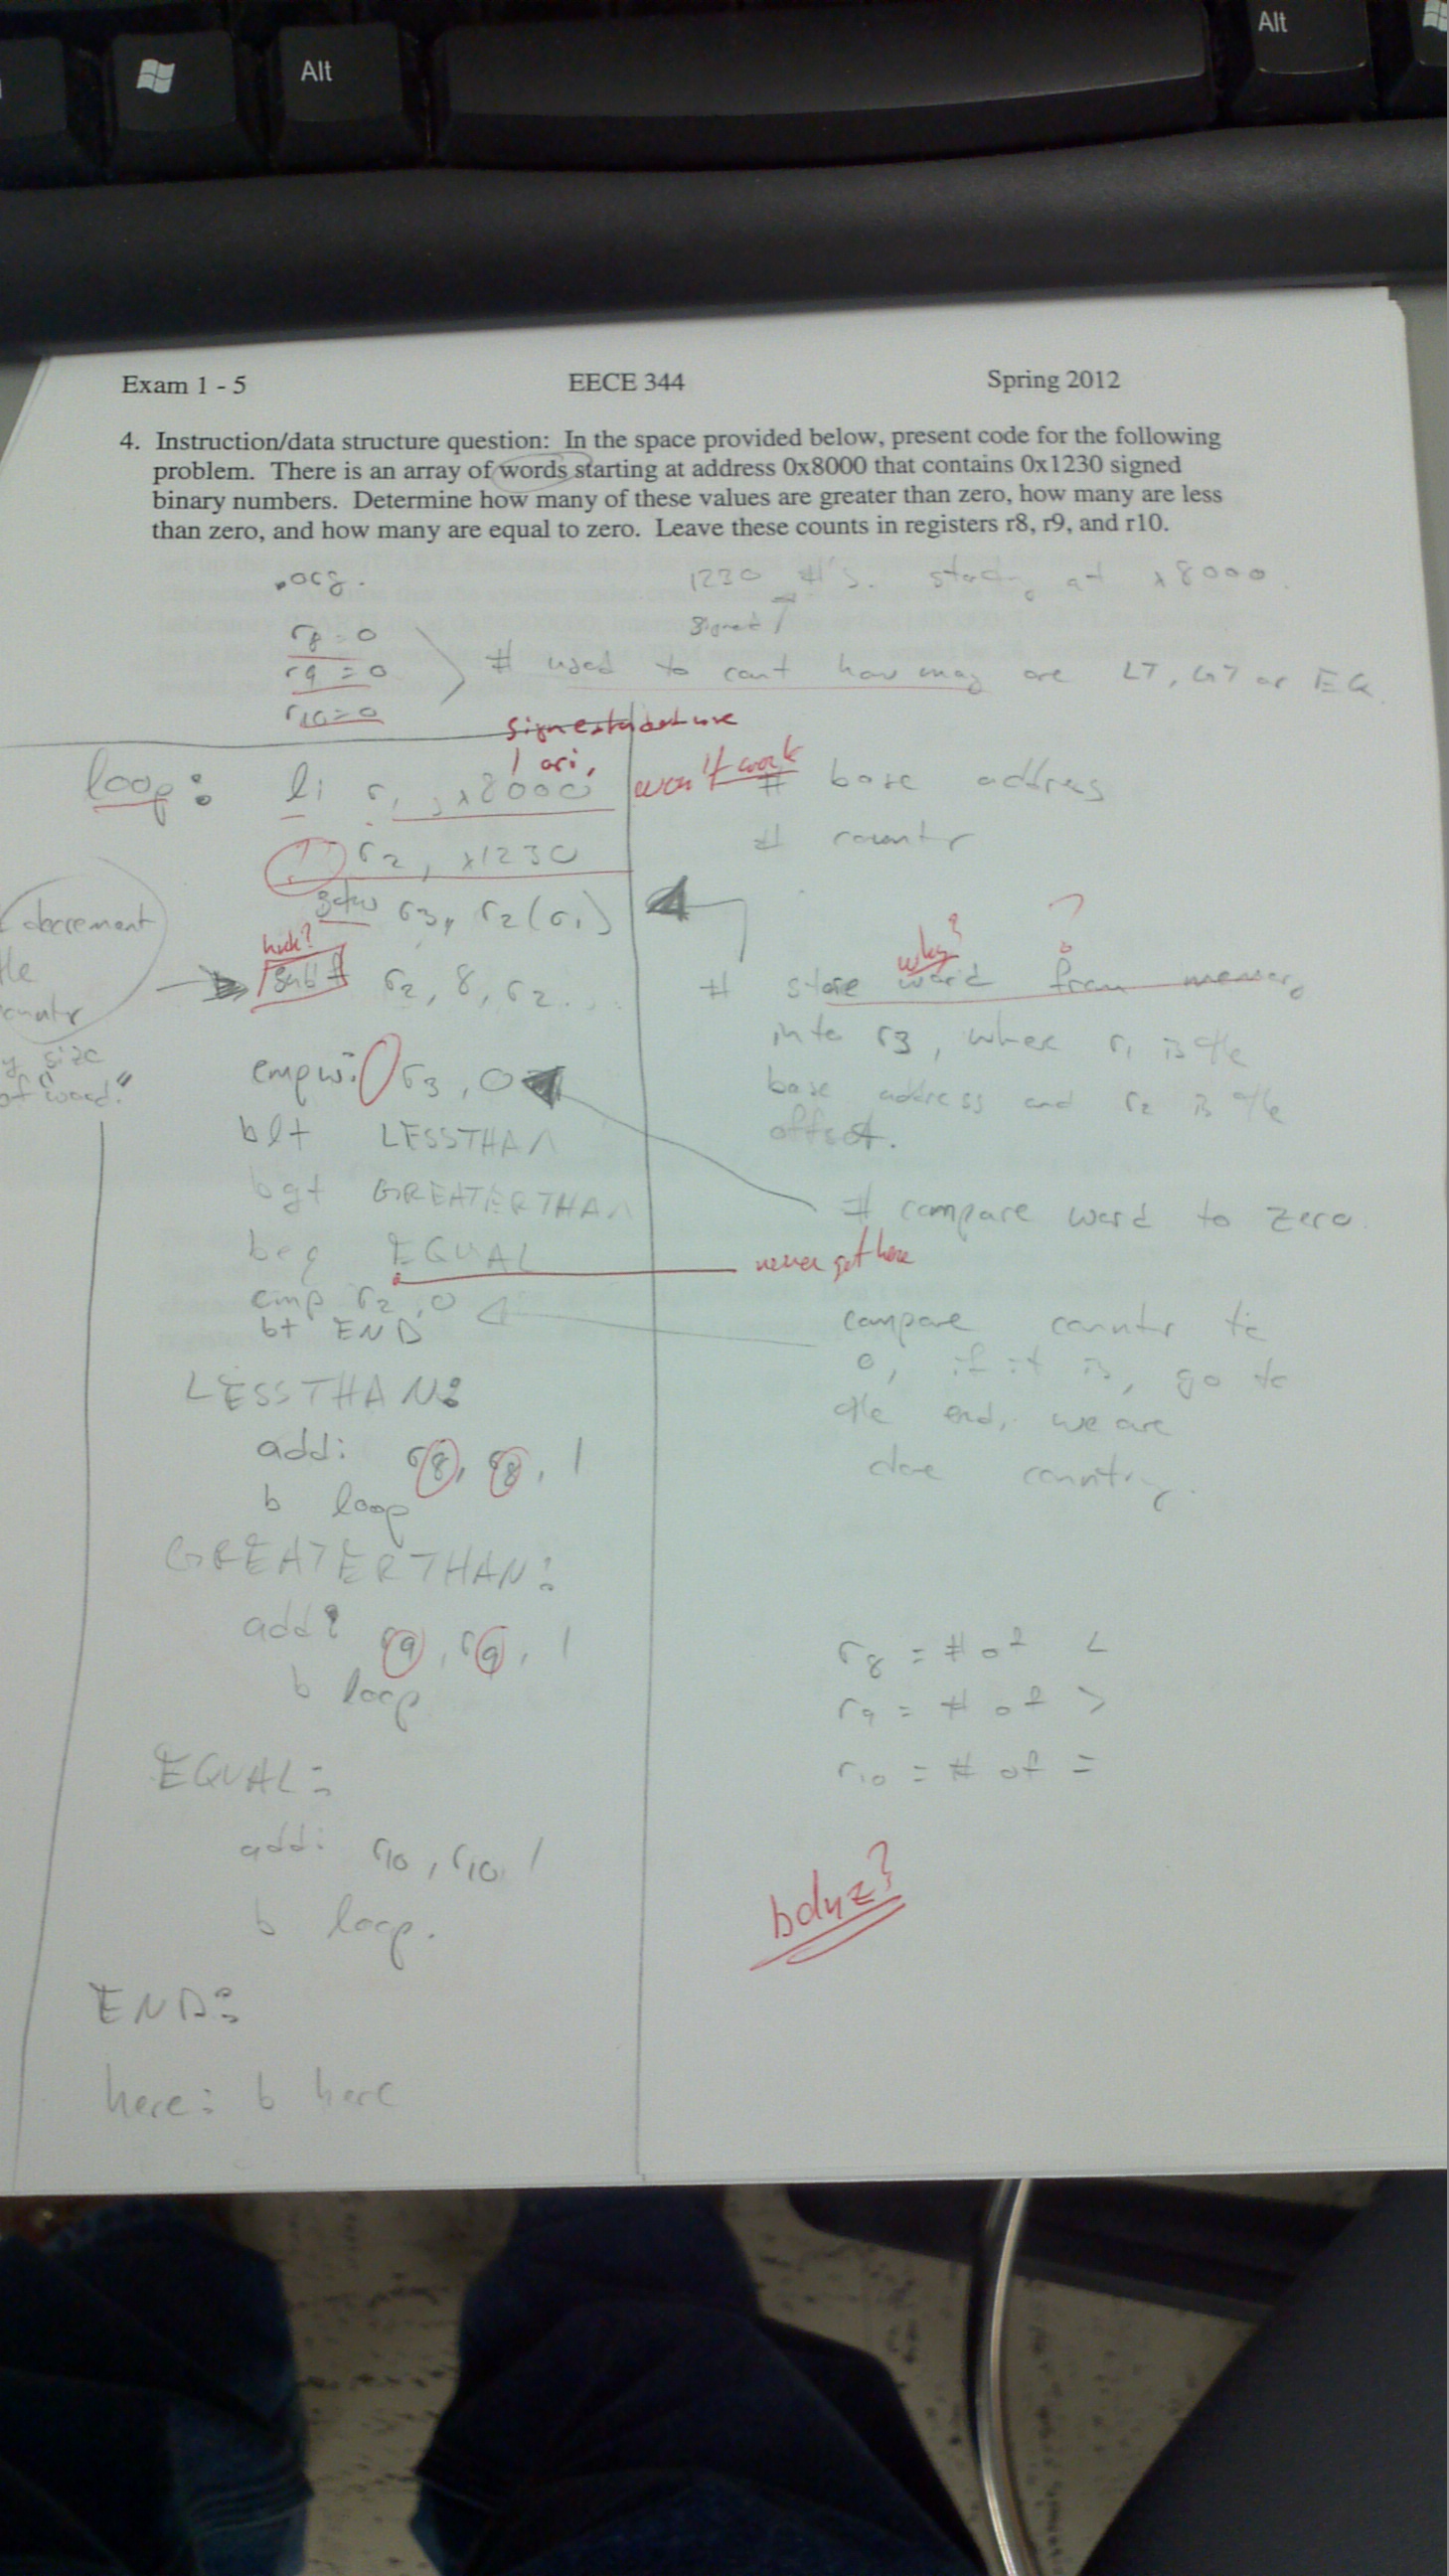 Alt
Alt
Exam 1 - 5 EECE 344 Spring 2012
4. Instruction/data structure question: In the space provided below, present code for the following
problem. There is an array of words starting at address 0x8000 that contains 0x1230 signed
binary numbers. Determine how many of these values are greater than zero, how many are less
than zero, and how many are equal to zero. Leave these counts in registers r8, r9, and r10.
.org. 1230 #'s. starting at x8000.
signed
r8=0
r9=0 # used to count how many are LT, GT or EQ
r10=0
ori,
loop: li r1, x8000 won't work # base address
r2, x1230 # counter
r3, r2(r1)
decrement
the
counter
by size
of "word."
huh?
r2, 8, r2
why?
?
# store word from memory
into r3, where r1 is the
base address and r2 is the
offset.
cmpwi r3, 0
blt LESSTHAN
bgt GREATERTHAN
# compare word to zero.
beq EQUAL never get here
cmp r2, 0
bt END
compare counter to
0, if it is, go to
the end, we are
done counting.
LESSTHAN:
addi r8, r8, 1
b loop
GREATERTHAN:
addi r9, r9, 1
b loop
r8 = # of <
r9 = # of >
r10 = # of =
EQUAL:
addi r10, r10, 1
b loop.
bdnz?
END:
here: b here